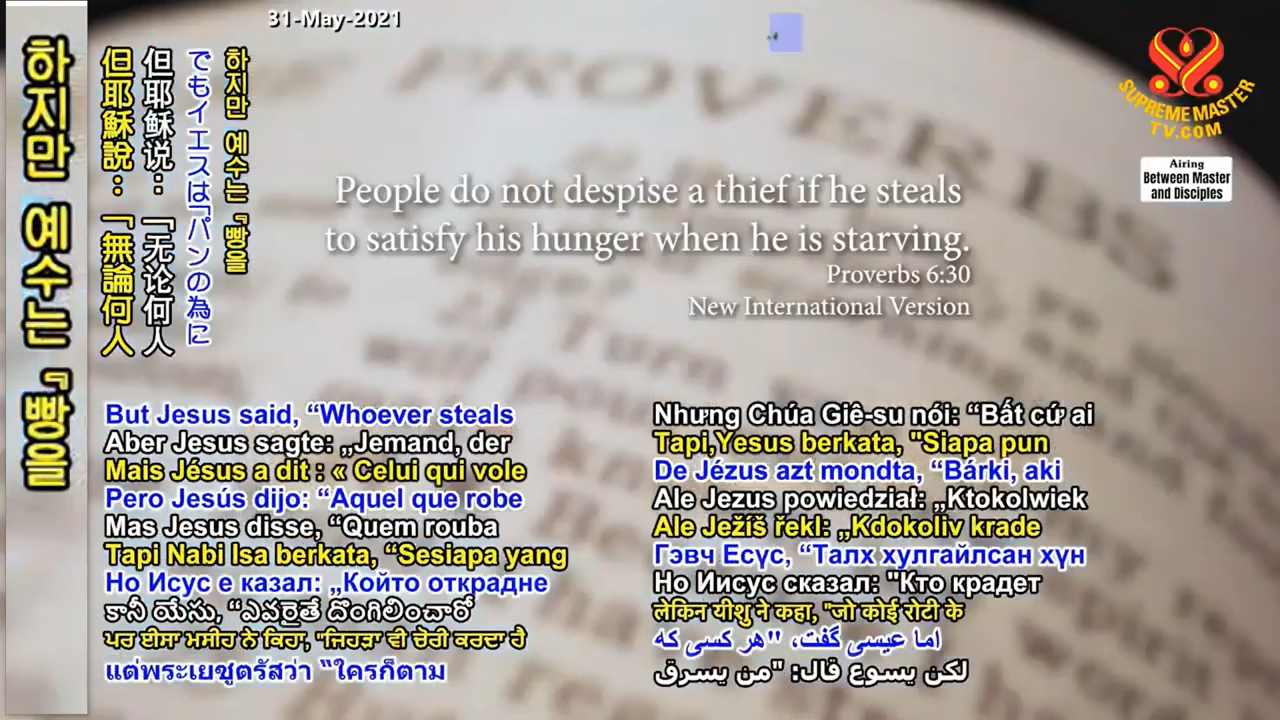 31-May-2021
SUPREME MASTER
TV.COM
Airing
Between Master
and Disciples
하지만 예수는『빵을
但耶穌說：「無論何人
但耶稣说：「无论何人
でもイエスは｢パンの為に
하지만 예수는『빵을
PROVERBS
People do not despise a thief if he steals
to satisfy his hunger when he is starving.
Proverbs 6:30
New International Version
But Jesus said, “Whoever steals
Aber Jesus sagte: „Jemand, der
Mais Jésus a dit : « Celui qui vole
Pero Jesús dijo: “Aquel que robe
Mas Jesus disse, “Quem rouba
Tapi Nabi Isa berkata, “Sesiapa yang
Но Исус е казал: „Който открадне
కానీ యేసు, “ఎవరైతే దొంగిలించారో
ਪਰ ਈਸਾ ਮਸੀਹ ਨੇ ਕਿਹਾ, "ਜਿਹੜਾ ਵੀ ਚੋਰੀ ਕਰਦਾ ਹੈ
แต่พระเยซูตรัสว่า “ใครก็ตาม
Nhưng Chúa Giê-su nói: “Bất cứ ai
Tapi,Yesus berkata, "Siapa pun
De Jézus azt mondta, “Bárki, aki
Ale Jezus powiedział: „Ktokolwiek
Ale Ježíš řekl: „Kdokoliv krade
Гэвч Есүс, “Талх хулгайлсан хүн
Но Иисус сказал: "Кто крадет
लेकिन यीशु ने कहा, "जो कोई रोटी के
اما عیسی گفت، "هر کسی که
لكن يسوع قال: "من يسرق